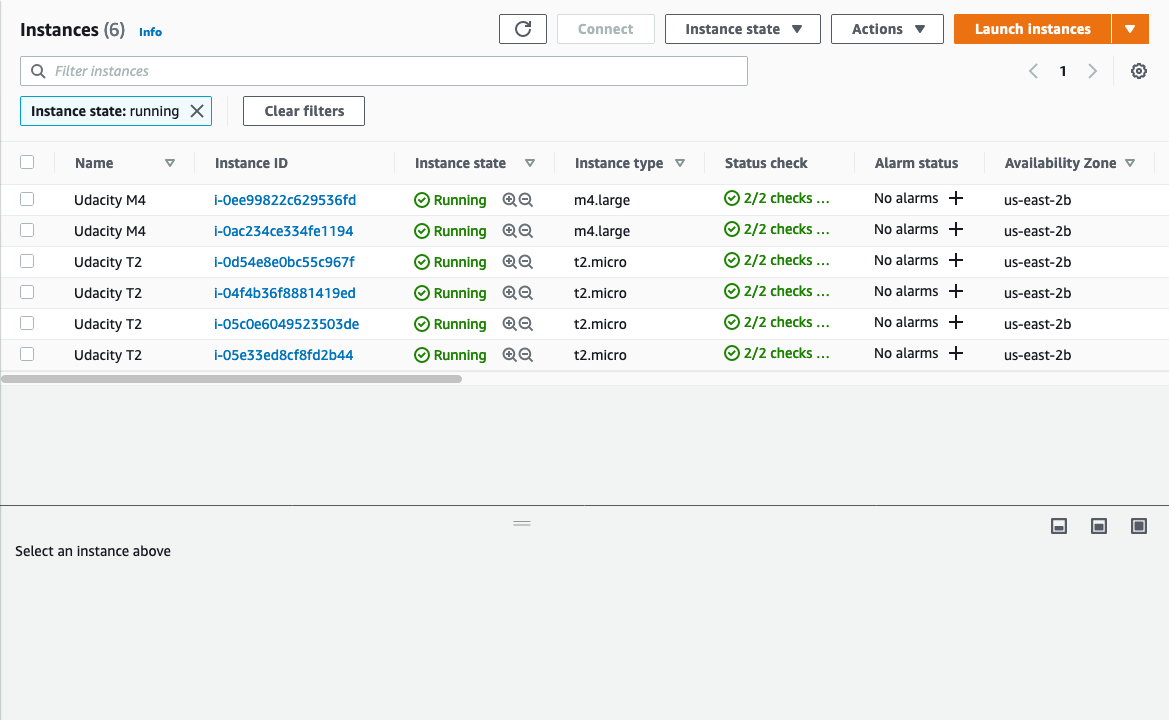 Instances (6) Info Connect Instance state Actions Launch instances
Filter instances 1
Instance state: running Clear filters
Name Instance ID Instance state Instance type Status check Alarm status Availability Zone
Udacity M4 i-0ee99822c629536fd Running m4.large 2/2 checks ... No alarms us-east-2b
Udacity M4 i-0ac234ce334fe1194 Running m4.large 2/2 checks ... No alarms us-east-2b
Udacity T2 i-0d54e8e0bc55c967f Running t2.micro 2/2 checks ... No alarms us-east-2b
Udacity T2 i-04f4b36f8881419ed Running t2.micro 2/2 checks ... No alarms us-east-2b
Udacity T2 i-05c0e6049523503de Running t2.micro 2/2 checks ... No alarms us-east-2b
Udacity T2 i-05e33ed8cf8fd2b44 Running t2.micro 2/2 checks ... No alarms us-east-2b
Select an instance above